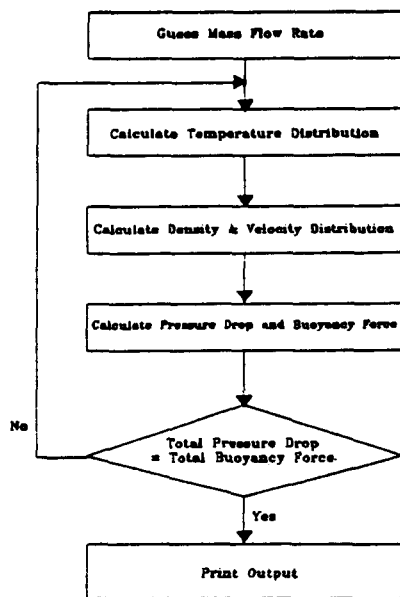 Guess Mass Flow Rate
Calculate Temperature Distribution
Calculate Density & Velocity Distribution
Calculate Pressure Drop and Buoyancy Force
Total Pressure Drop
= Total Buoyancy Force
No
Yes
Print Output